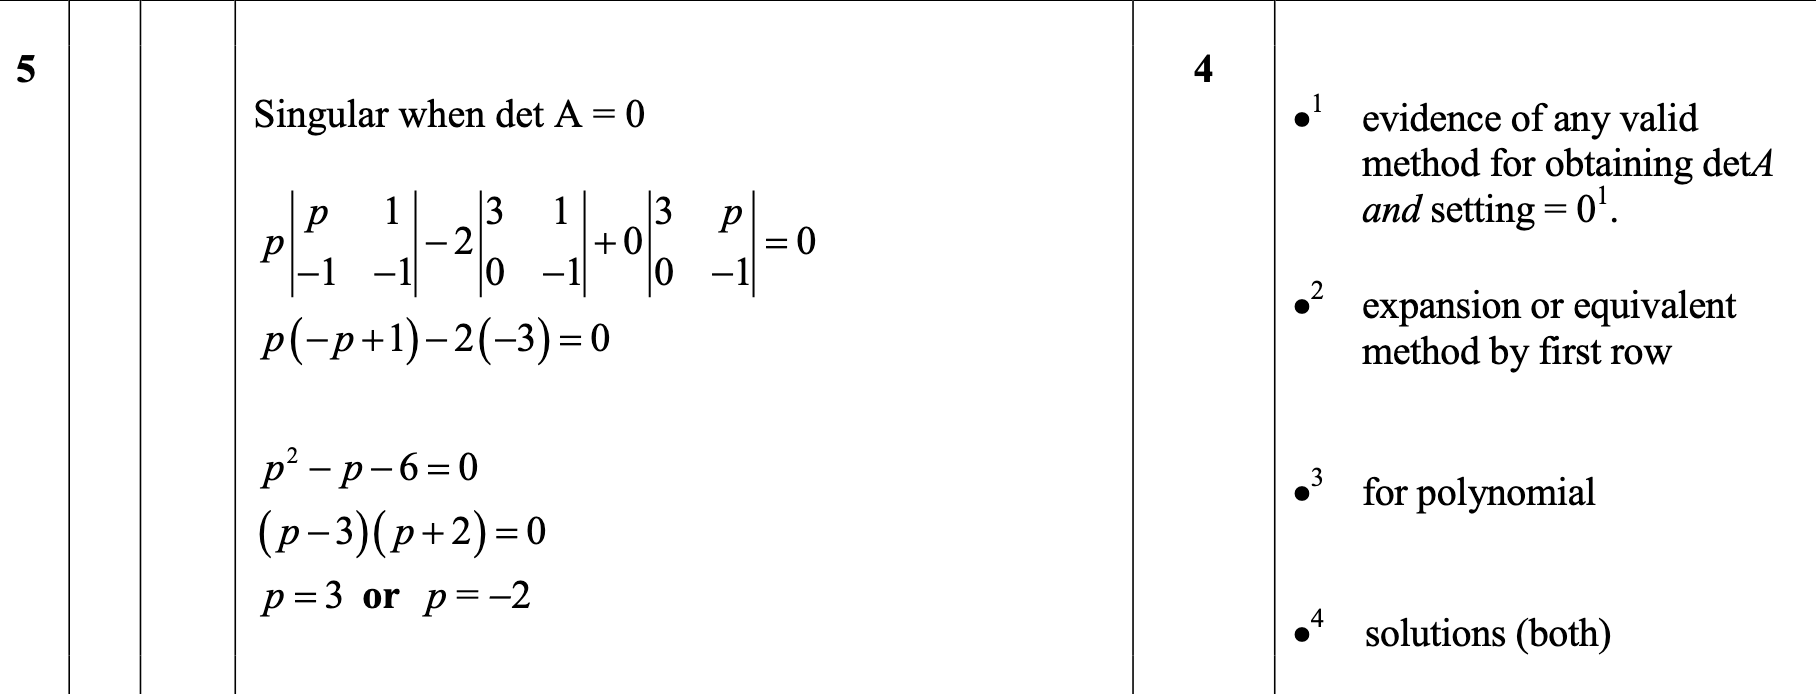 5
Singular when det A = 0
p|p 1; −1 −1| − 2|3 1; 0 −1| + 0|3 p; 0 −1| = 0
p(−p+1) − 2(−3) = 0
p² − p − 6 = 0
(p − 3)(p + 2) = 0
p = 3 or p = −2
4
•¹ evidence of any valid
method for obtaining detA
and setting = 0¹.
•² expansion or equivalent
method by first row
•³ for polynomial
•⁴ solutions (both)